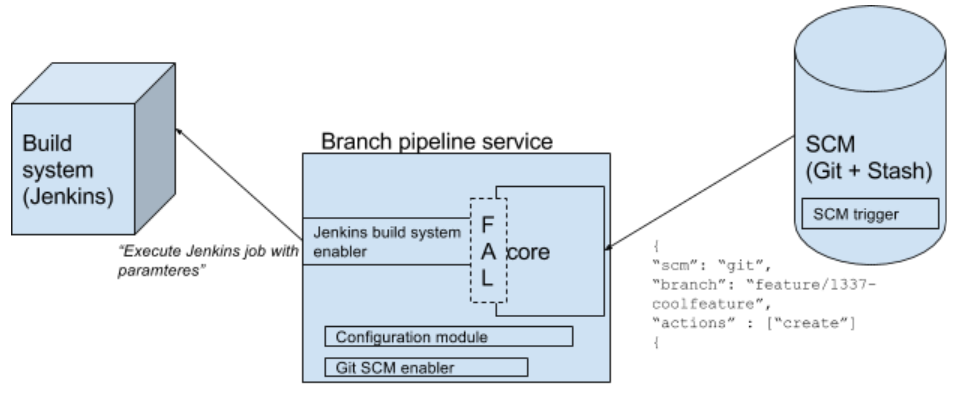 Build
system
(Jenkins)
"Execute Jenkins job with
paramteres"
Branch pipeline service
Jenkins build system
enabler
F
A
L
core
Configuration module
Git SCM enabler
SCM
(Git + Stash)
SCM trigger
{
“scm”: “git”,
“branch”: “feature/1337-
coolfeature”,
“actions” : [“create”]
{